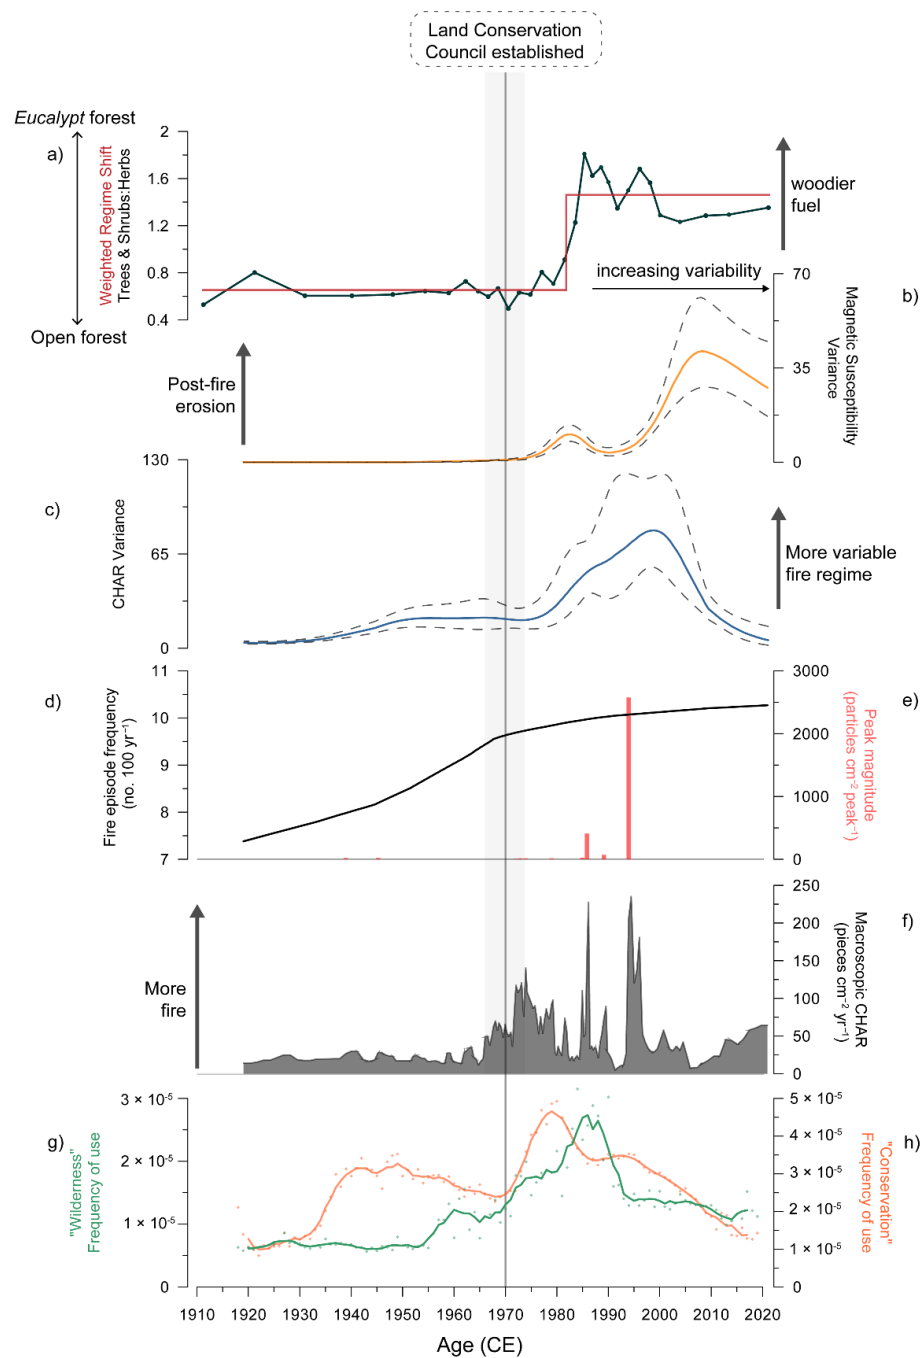 Land Conservation
Council established
Eucalypt forest
a)
Weighted Regime Shift
Trees & Shrubs:Herbs
Open forest
2
1.6
1.2
0.8
0.4
woodier
fuel
increasing variability
b)
70
35
0
Magnetic Susceptibility
Variance
Post-fire
erosion
c)
CHAR Variance
130
65
0
More variable
fire regime
d)
Fire episode frequency
(no. 100 yr⁻¹)
11
10
9
8
7
3000
2000
1000
0
Peak magnitude
(particles cm⁻² peak⁻¹)
e)
More
fire
250
200
150
100
50
0
Macroscopic CHAR
(pieces cm⁻² yr⁻¹)
f)
g)
"Wilderness"
Frequency of use
3 × 10⁻⁵
2 × 10⁻⁵
1 × 10⁻⁵
0
5 × 10⁻⁵
4 × 10⁻⁵
3 × 10⁻⁵
2 × 10⁻⁵
1 × 10⁻⁵
0
"Conservation"
Frequency of use
h)
1910 1920 1930 1940 1950 1960 1970 1980 1990 2000 2010 2020
Age (CE)